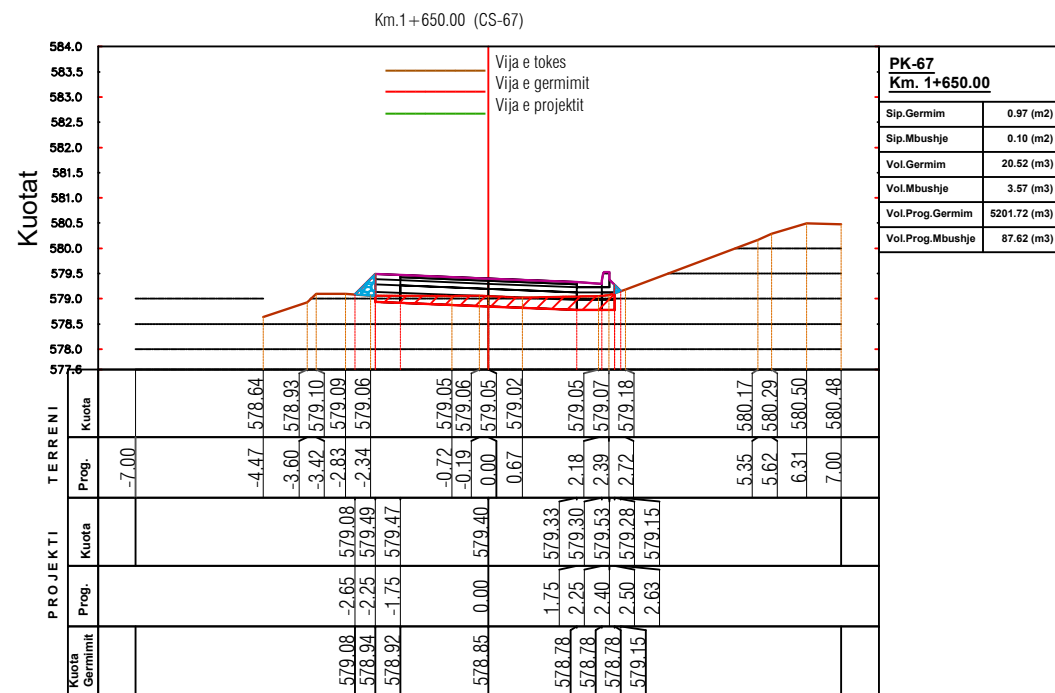 Km.1+650.00 (CS-67)
Vija e tokes
Vija e germimit
Vija e projektit
Kuotat
584.0
583.5
583.0
582.5
582.0
581.5
581.0
580.5
580.0
579.5
579.0
578.5
578.0
577.6
PK-67
Km. 1+650.00
Sip.Germim 0.97 (m2)
Sip.Mbushje 0.10 (m2)
Vol.Germim 20.52 (m3)
Vol.Mbushje 3.57 (m3)
Vol.Prog.Germim 5201.72 (m3)
Vol.Prog.Mbushje 87.62 (m3)
TERRENI
Kuota 578.64 578.93 579.10 579.09 579.06 579.05 579.06 579.05 579.02 579.05 579.07 579.18 580.17 580.29 580.50 580.48
Prog. -7.00 -4.47 -3.60 -3.42 -2.83 -2.34 -0.72 -0.19 0.00 0.67 2.18 2.39 2.72 5.35 5.62 6.31 7.00
PROJEKTI
Kuota 579.08 579.49 579.47 579.40 579.33 579.30 579.53 579.28 579.15
Prog. -2.65 -2.25 -1.75 0.00 1.75 2.25 2.40 2.50 2.63
Kuota Germimit 579.08 578.94 578.92 578.85 578.78 578.78 578.78 579.15